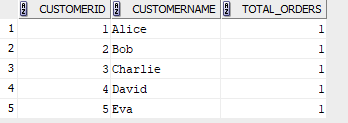 CUSTOMERID CUSTOMERNAME TOTAL_ORDERS
1 1 Alice 1
2 2 Bob 1
3 3 Charlie 1
4 4 David 1
5 5 Eva 1